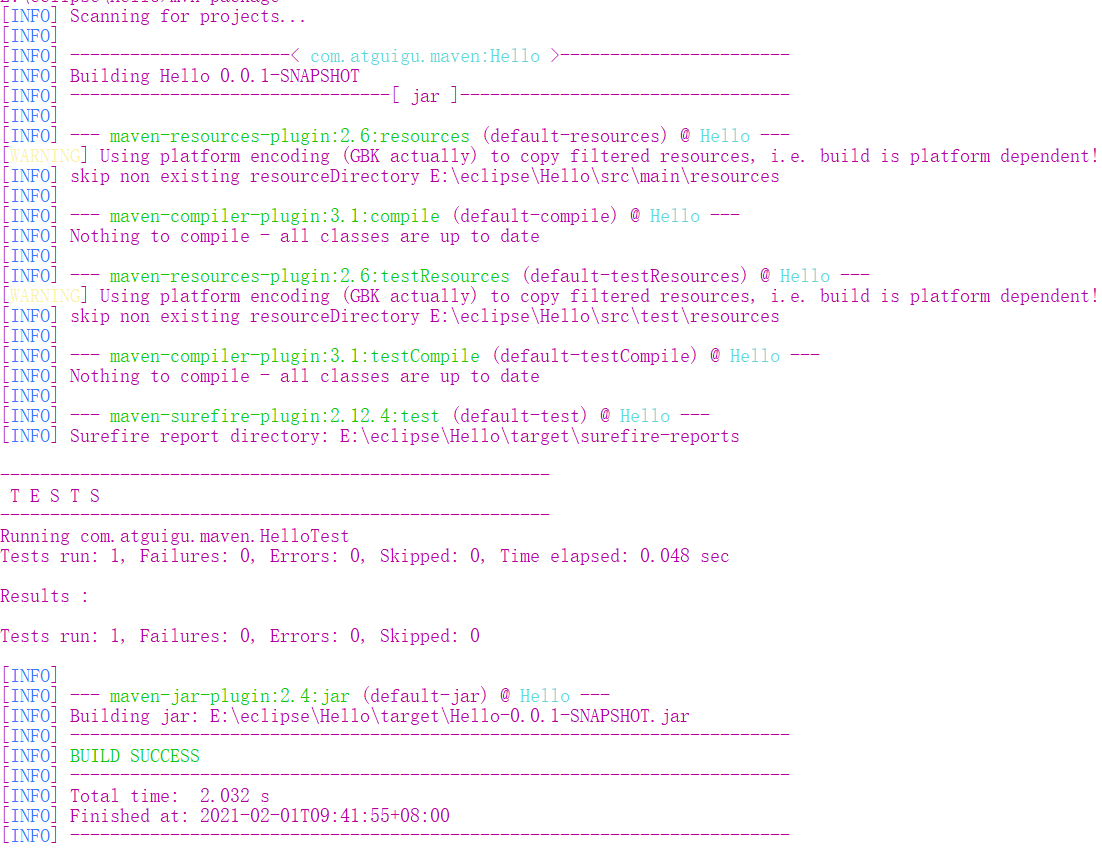 [INFO] Scanning for projects...
[INFO]
[INFO] ----------------------< com.atguigu.maven:Hello >-----------------------
[INFO] Building Hello 0.0.1-SNAPSHOT
[INFO] --------------------------------[ jar ]---------------------------------
[INFO]
[INFO] --- maven-resources-plugin:2.6:resources (default-resources) @ Hello ---
[WARNING] Using platform encoding (GBK actually) to copy filtered resources, i.e. build is platform dependent!
[INFO] skip non existing resourceDirectory E:\eclipse\Hello\src\main\resources
[INFO]
[INFO] --- maven-compiler-plugin:3.1:compile (default-compile) @ Hello ---
[INFO] Nothing to compile - all classes are up to date
[INFO]
[INFO] --- maven-resources-plugin:2.6:testResources (default-testResources) @ Hello ---
[WARNING] Using platform encoding (GBK actually) to copy filtered resources, i.e. build is platform dependent!
[INFO] skip non existing resourceDirectory E:\eclipse\Hello\src\test\resources
[INFO]
[INFO] --- maven-compiler-plugin:3.1:testCompile (default-testCompile) @ Hello ---
[INFO] Nothing to compile - all classes are up to date
[INFO]
[INFO] --- maven-surefire-plugin:2.12.4:test (default-test) @ Hello ---
[INFO] Surefire report directory: E:\eclipse\Hello\target\surefire-reports
-------------------------------------------------------
T E S T S
-------------------------------------------------------
Running com.atguigu.maven.HelloTest
Tests run: 1, Failures: 0, Errors: 0, Skipped: 0, Time elapsed: 0.048 sec
Results :
Tests run: 1, Failures: 0, Errors: 0, Skipped: 0
[INFO]
[INFO] --- maven-jar-plugin:2.4:jar (default-jar) @ Hello ---
[INFO] Building jar: E:\eclipse\Hello\target\Hello-0.0.1-SNAPSHOT.jar
[INFO] ------------------------------------------------------------------------
[INFO] BUILD SUCCESS
[INFO] ------------------------------------------------------------------------
[INFO] Total time:  2.032 s
[INFO] Finished at: 2021-02-01T09:41:55+08:00
[INFO] ------------------------------------------------------------------------